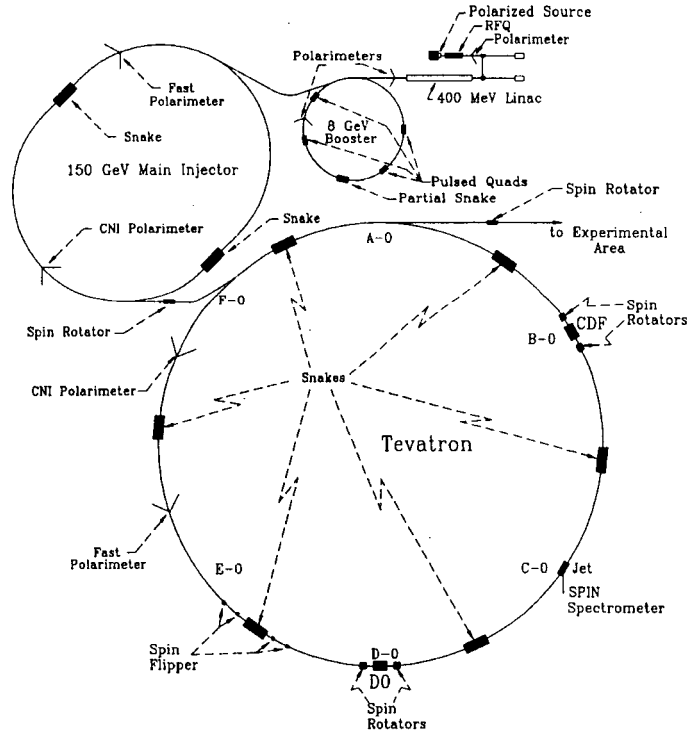 Polarized Source
RFQ
Polarimeter
Polarimeters
400 MeV Linac
Fast
Polarimeter
Snake
8 GeV
Booster
150 GeV Main Injector
Pulsed Quads
Partial Snake
Spin Rotator
to Experimental
Area
CNI Polarimeter
Snake
A-0
F-0
Spin Rotator
Spin
Rotators
CDF
B-0
CNI Polarimeter
Snakes
Tevatron
Fast
Polarimeter
E-0
C-0
Jet
SPIN
Spectrometer
Spin
Flipper
D-0
DO
Spin
Rotators